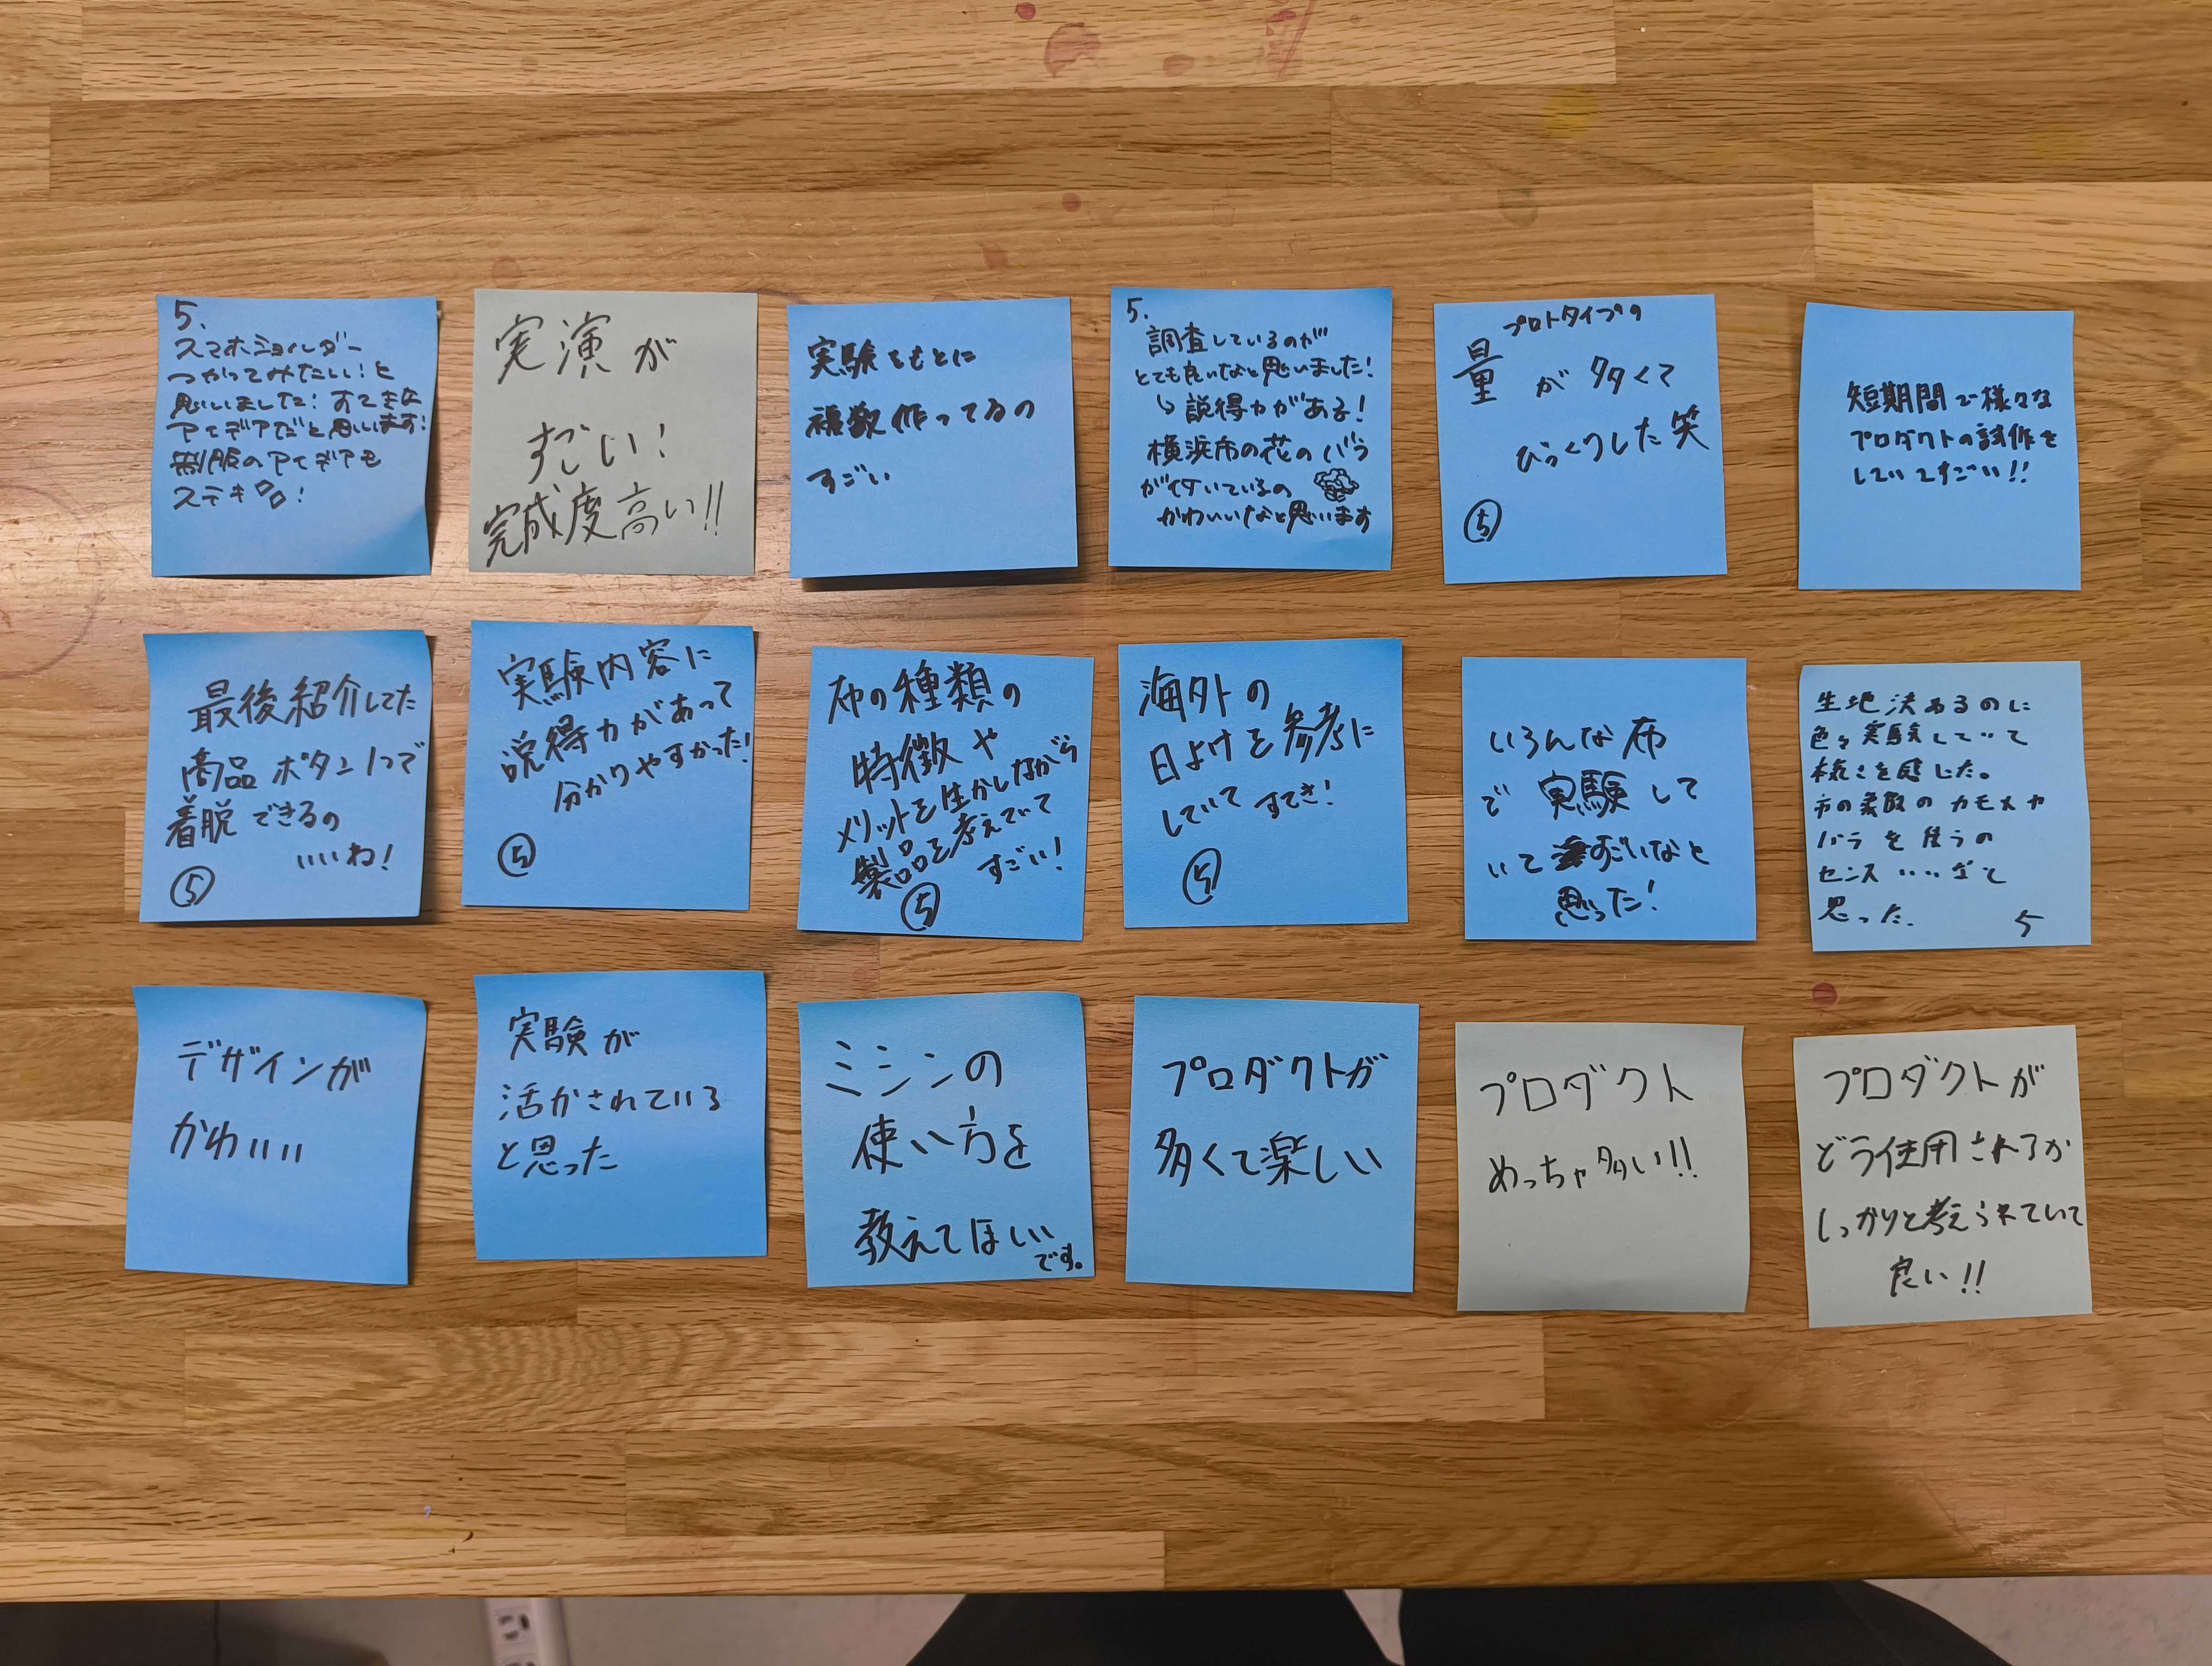 5.
スマホショルダー
つかってみたい!と
思いました!すてきな
アイデアだと思います!
制服のアイデアも
ステキ!
実演が
すごい!
完成度高い!!
実験をもとに
複数作ってるの
すごい
5.
調査しているのが
とても良いなと思いました!
↳説得力がある!
横浜市の花のバラ
が付いているの
かわいいなと思います
プロトタイプの
量が多くて
びっくりした笑
⑤
短期間で様々な
プロダクトの試作を
していてすごい!!
最後紹介してた
商品ボタン1つで
着脱できるの
いいね!
⑤
実験内容に
説得力があって
分かりやすかった!
⑤
布の種類の
特徴や
メリットを生かしながら
製品を考えていて
すごい!
⑤
海外の
日よけを参考に
していてすてき!
⑤
いろんな布
で実験して
いてすごいなと
思った!
生地決めるのに
色々実験していて
本気さを感じた。
市の象徴のカモメや
バラを使うの
センスいいなて
思った.
5
デザインが
かわいい
実験が
活かされている
と思った
ミシンの
使い方を
教えてほしい
です。
プロダクトが
多くて楽しい
プロダクト
めっちゃ多い!!
プロダクトが
どう使用されるか
しっかりと考えられていて
良い!!